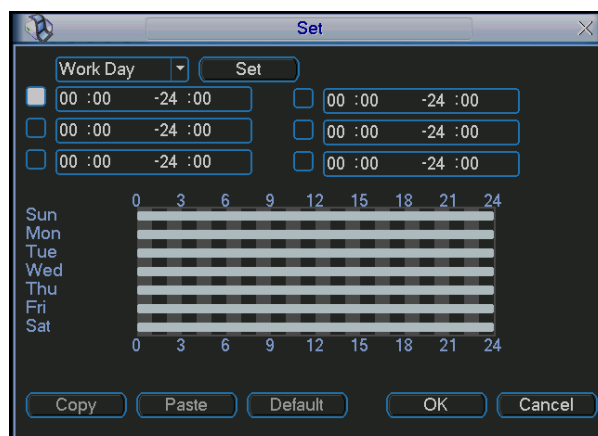 Set
Work Day Set
00 :00 -24 :00 00 :00 -24 :00
00 :00 -24 :00 00 :00 -24 :00
00 :00 -24 :00 00 :00 -24 :00
0 3 6 9 12 15 18 21 24
Sun
Mon
Tue
Wed
Thu
Fri
Sat
0 3 6 9 12 15 18 21 24
Copy Paste Default OK Cancel